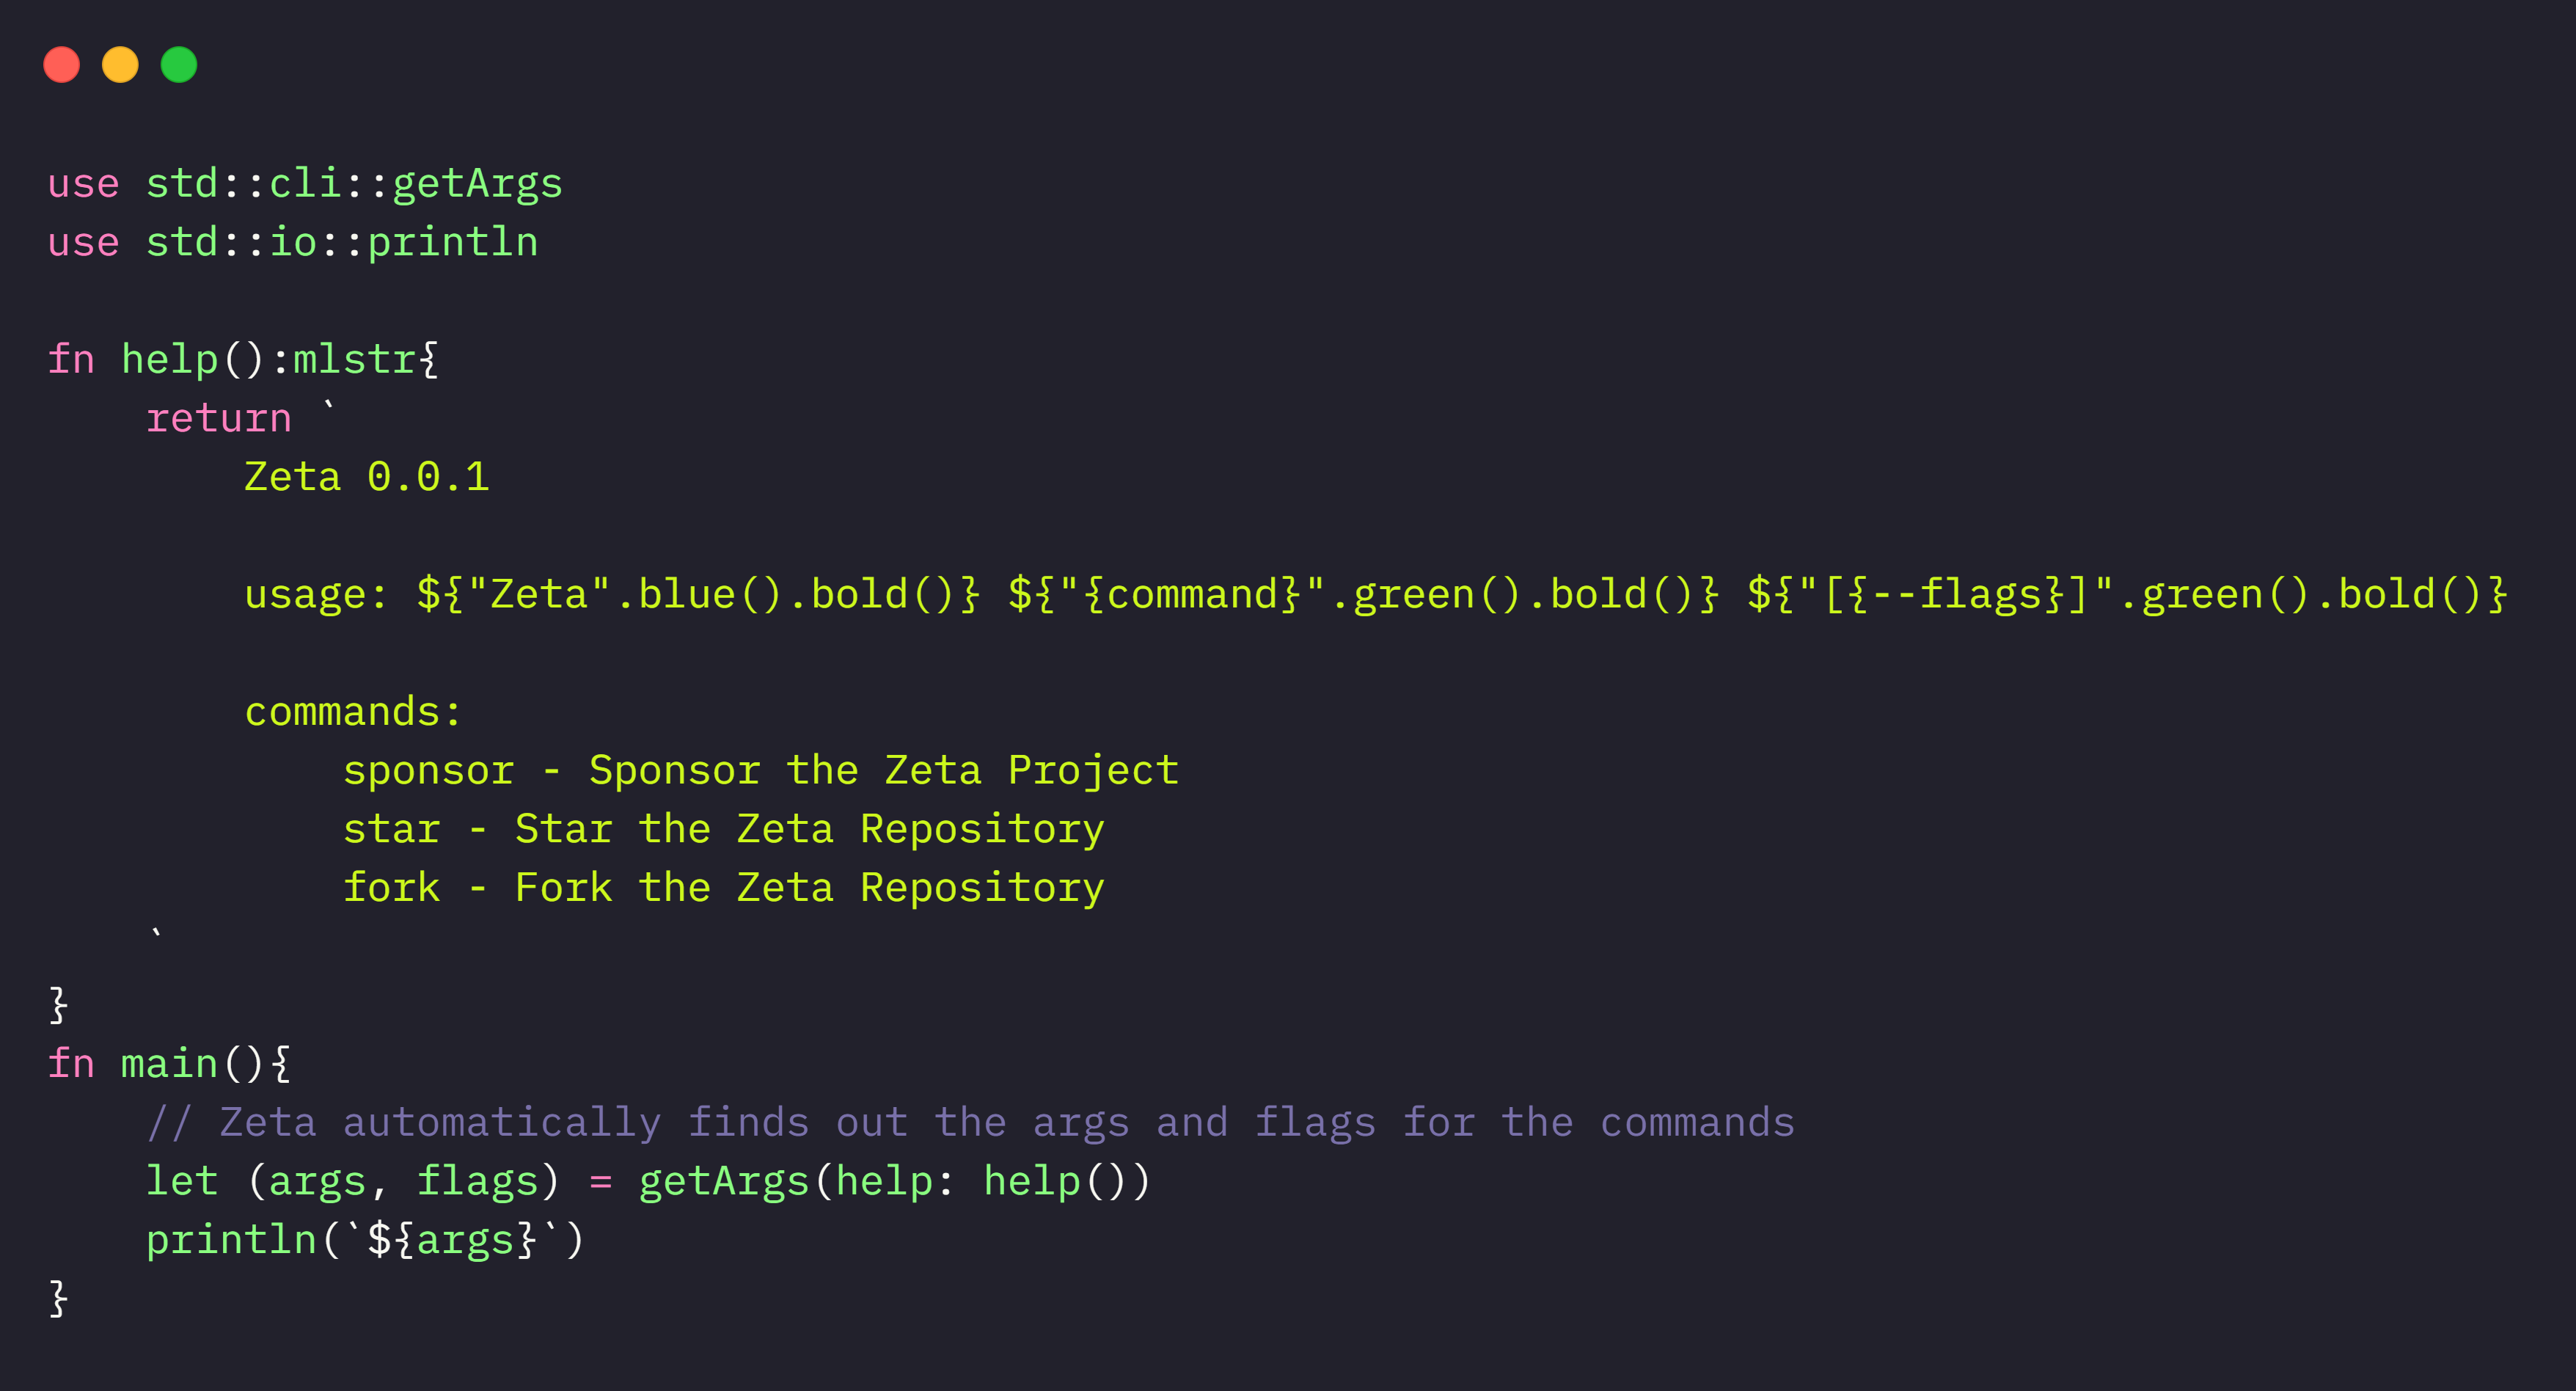 use std::cli::getArgs
use std::io::println

fn help():mlstr{
    return `
        Zeta 0.0.1

        usage: ${"Zeta".blue().bold()} ${"{command}".green().bold()} ${"[{--flags}]".green().bold()}

        commands:
            sponsor - Sponsor the Zeta Project
            star - Star the Zeta Repository
            fork - Fork the Zeta Repository
    `
}
fn main(){
    // Zeta automatically finds out the args and flags for the commands
    let (args, flags) = getArgs(help: help())
    println(`${args}`)
}